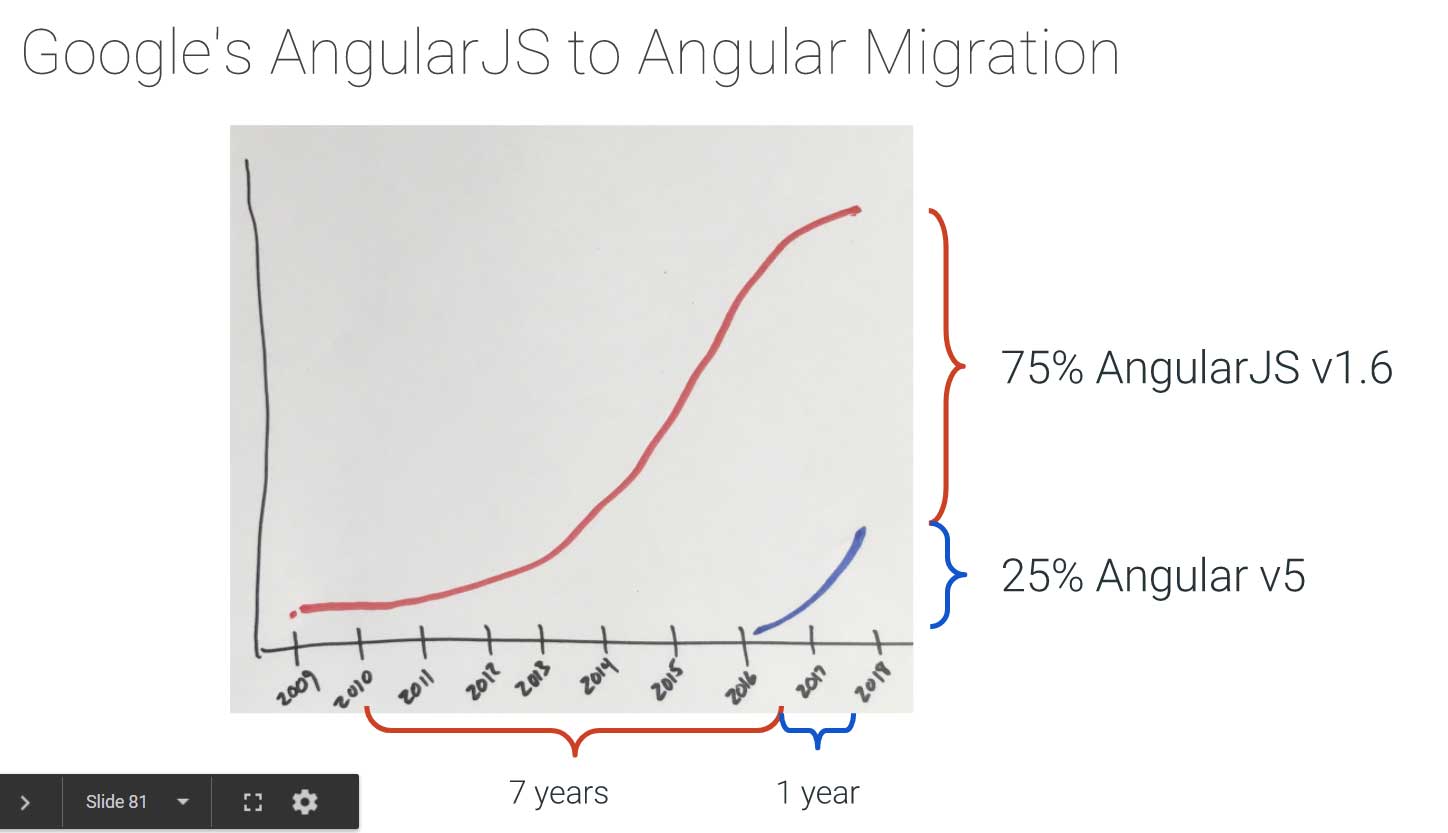 Google's AngularJS to Angular Migration
75% AngularJS v1.6
25% Angular v5
2009 2010 2011 2012 2013 2014 2015 2016 2017 2018
7 years 1 year
Slide 81